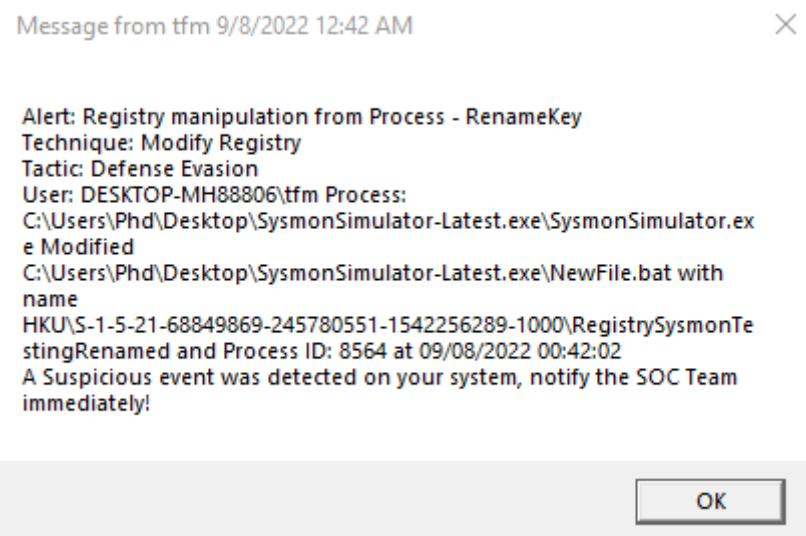 Message from tfm 9/8/2022 12:42 AM
Alert: Registry manipulation from Process - RenameKey
Technique: Modify Registry
Tactic: Defense Evasion
User: DESKTOP-MH88806\tfm Process:
C:\Users\Phd\Desktop\SysmonSimulator-Latest.exe\SysmonSimulator.ex
e Modified
C:\Users\Phd\Desktop\SysmonSimulator-Latest.exe\NewFile.bat with
name
HKU\S-1-5-21-68849869-245780551-1542256289-1000\RegistrySysmonTe
stingRenamed and Process ID: 8564 at 09/08/2022 00:42:02
A Suspicious event was detected on your system, notify the SOC Team
immediately!
OK